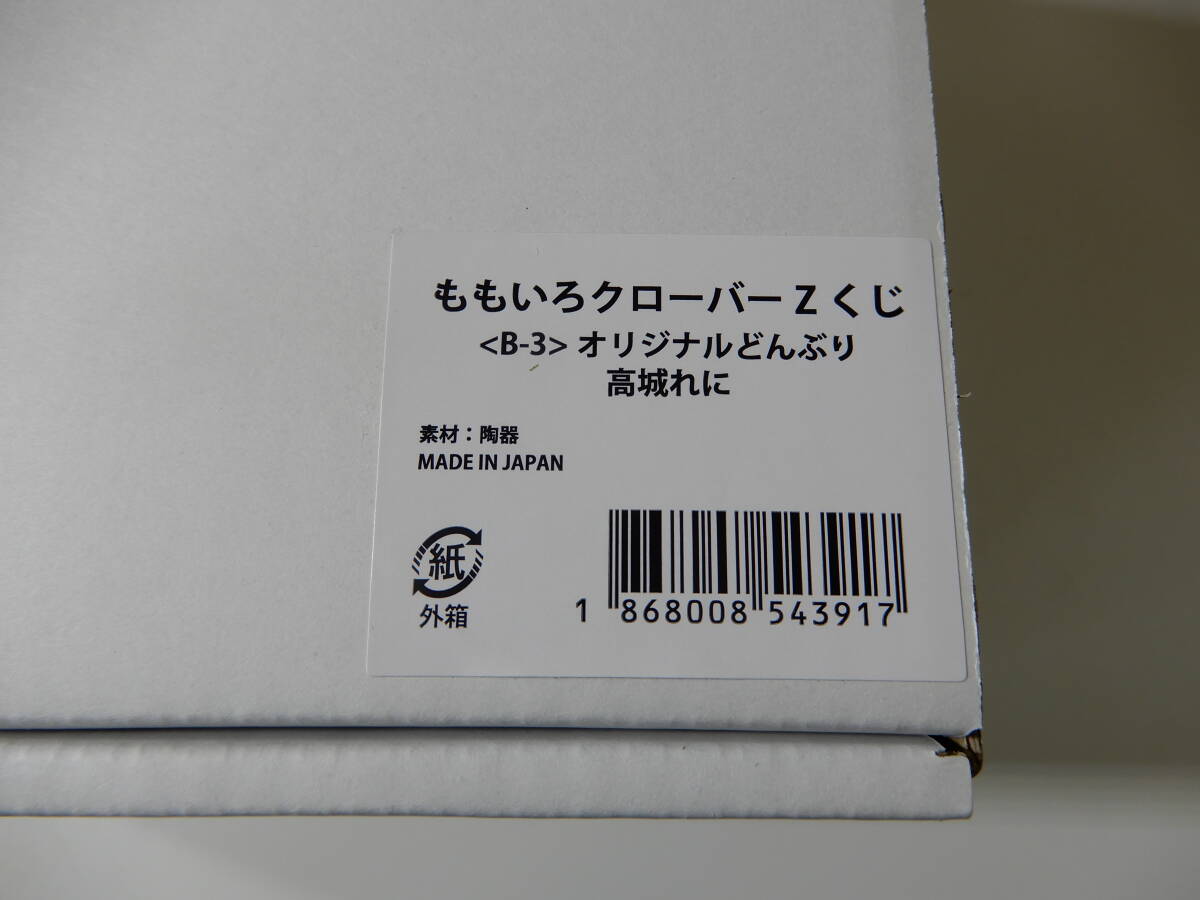 ももいろクローバーZくじ
<B-3> オリジナルどんぶり
高城れに
素材：陶器
MADE IN JAPAN
紙
外箱
1 868008 543917